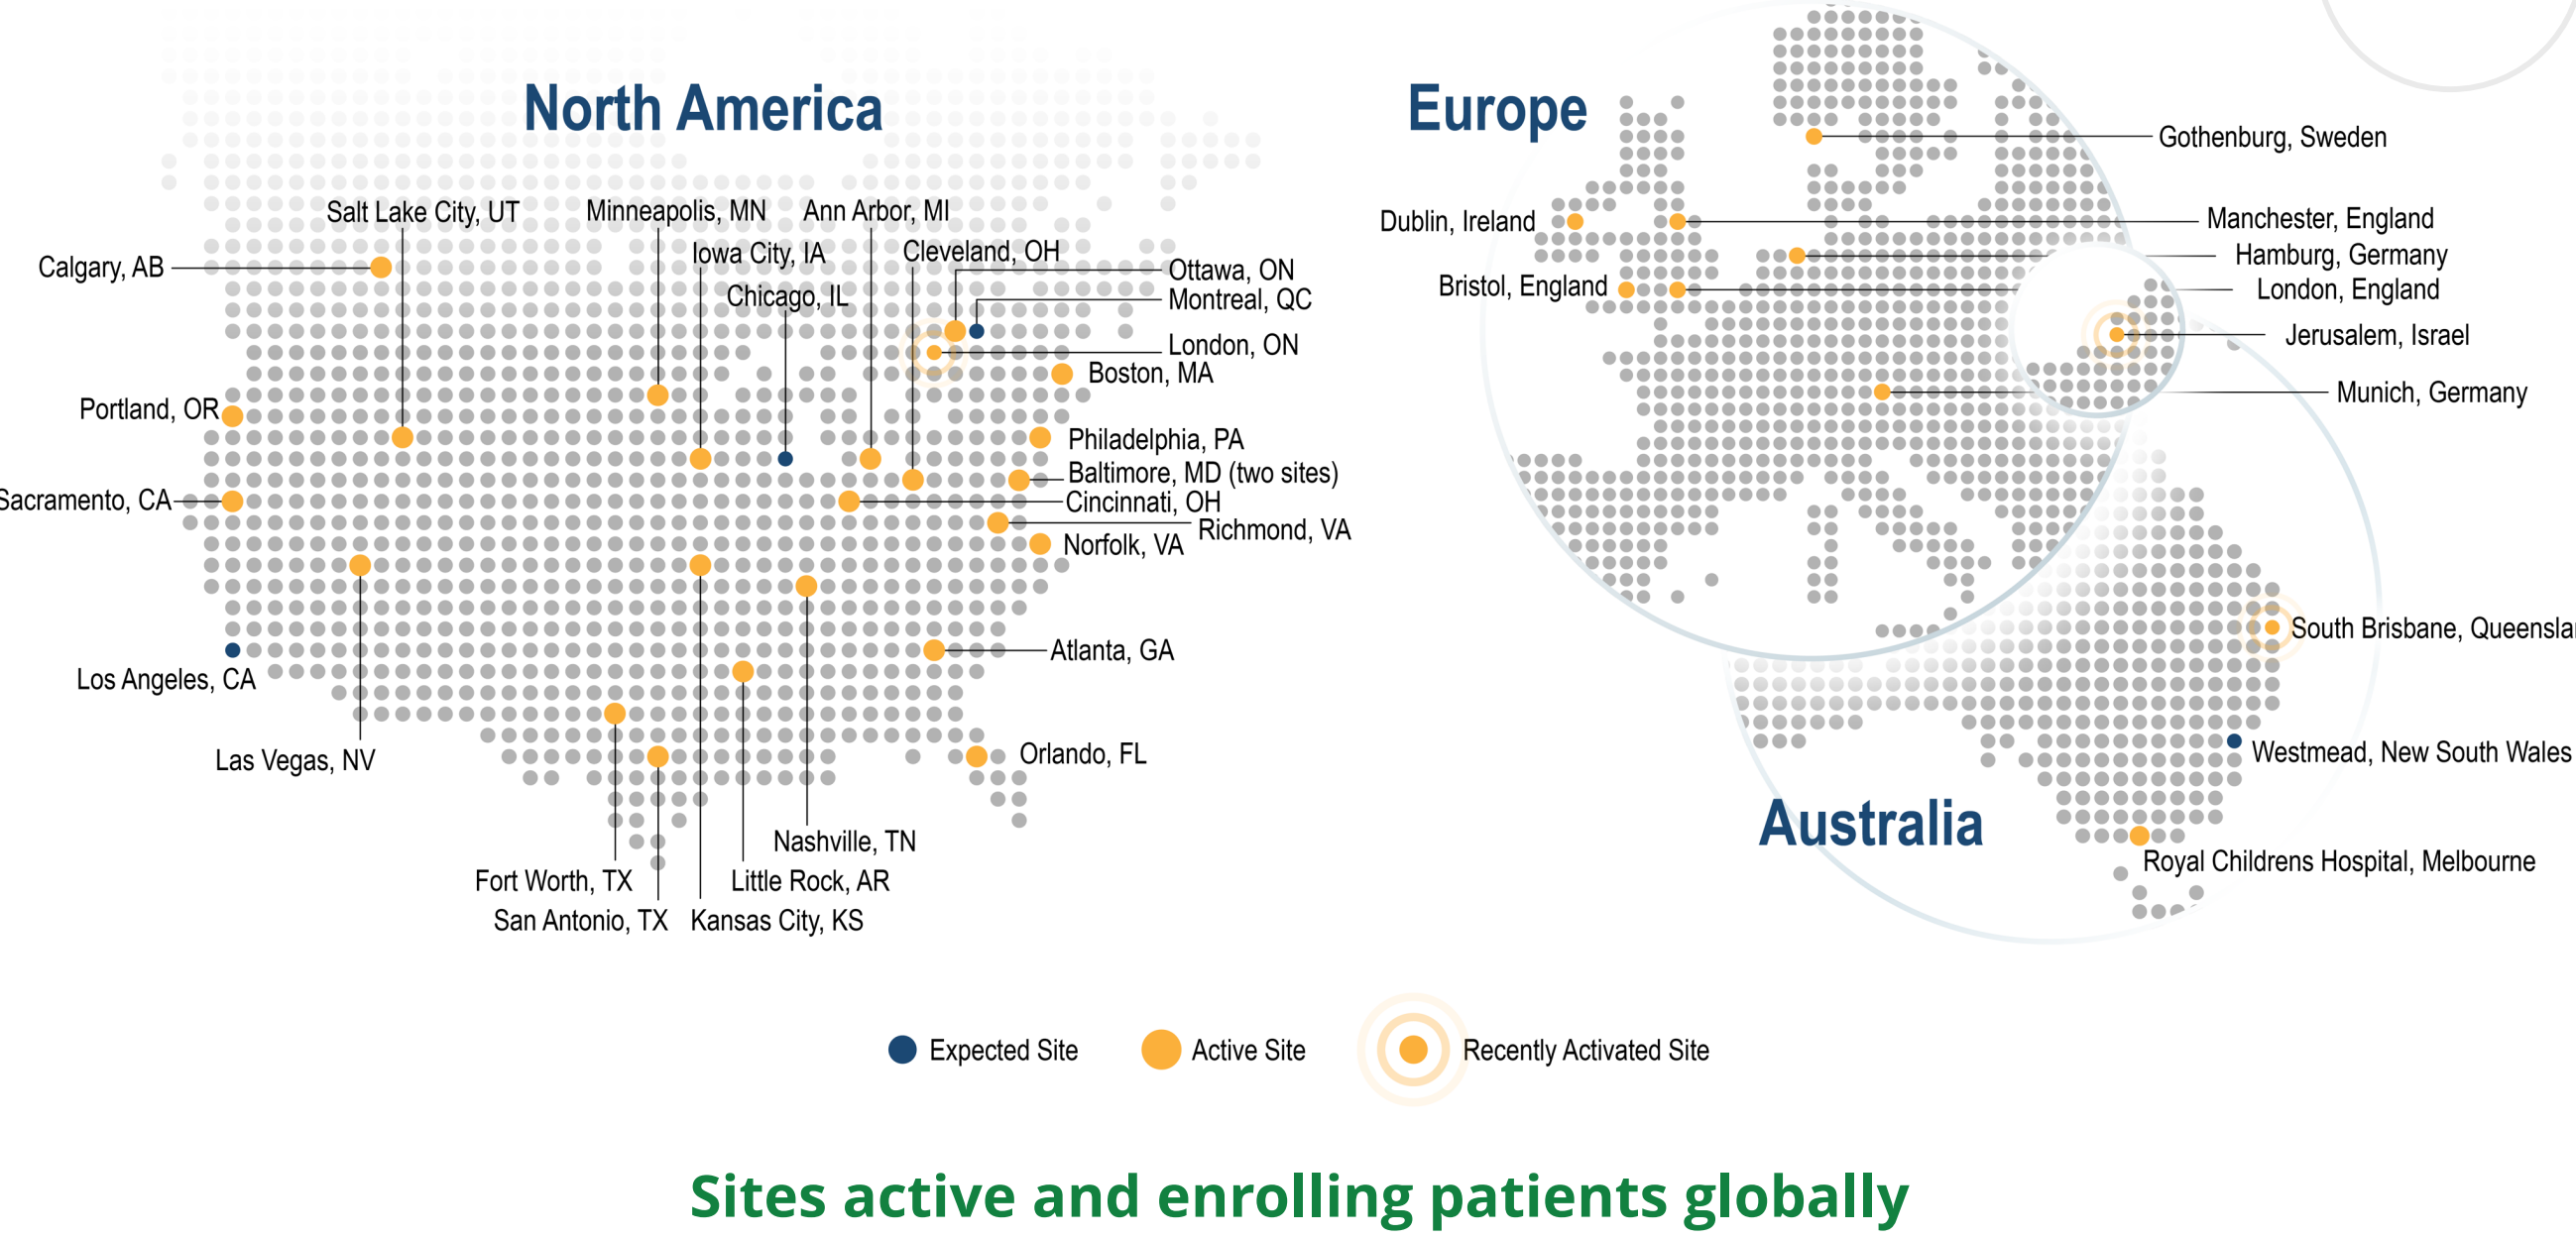 North America
Europe
Gothenburg, Sweden
Salt Lake City, UT
Minneapolis, MN
Ann Arbor, MI
Dublin, Ireland
Manchester, England
Iowa City, IA
Cleveland, OH
Hamburg, Germany
Calgary, AB
Ottawa, ON
Chicago, IL
Montreal, QC
Bristol, England
London, England
London, ON
Jerusalem, Israel
Boston, MA
Munich, Germany
Portland, OR
Philadelphia, PA
Baltimore, MD (two sites)
Sacramento, CA
Cincinnati, OH
Richmond, VA
Norfolk, VA
South Brisbane,
Atlanta, GA
Los Angeles, CA
Las Vegas, NV
Orlando, FL
Westmead, New South Wales
Australia
Nashville, TN
Royal Childrens Hospital, Melbourne
Fort Worth, TX
Little Rock, AR
San Antonio, TX
Kansas City, KS
Expected Site
Active Site
Recently Activated Site
Sites active and enrolling patients globally